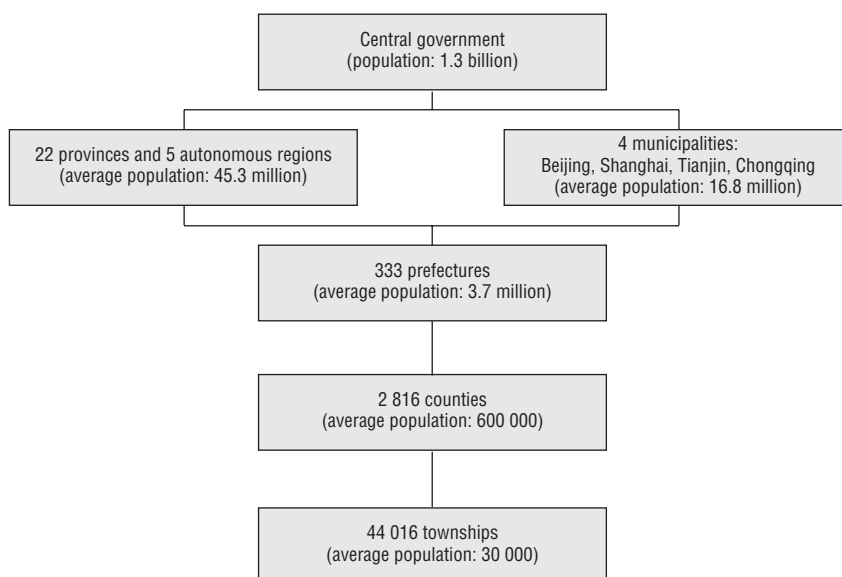 Central government
(population: 1.3 billion)
22 provinces and 5 autonomous regions
(average population: 45.3 million)
4 municipalities:
Beijing, Shanghai, Tianjin, Chongqing
(average population: 16.8 million)
333 prefectures
(average population: 3.7 million)
2 816 counties
(average population: 600 000)
44 016 townships
(average population: 30 000)